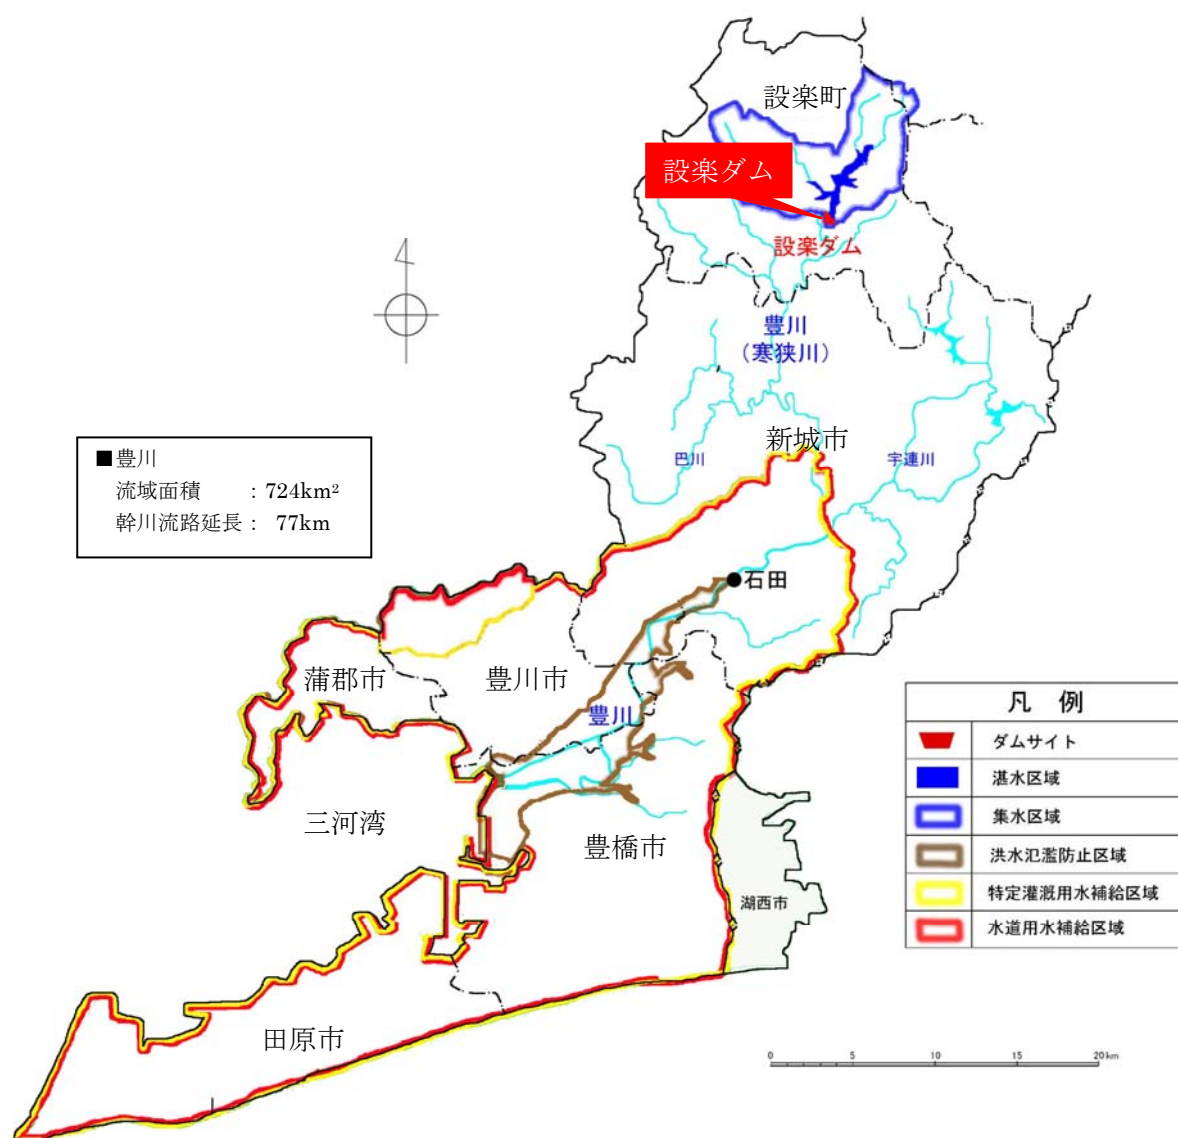 設楽町
設楽ダム
設楽ダム
豊川
(寒狭川)
新城市
巴川
宇連川
■豊川
流域面積 : 724km²
幹川流路延長 : 77km
石田
蒲郡市
豊川市
豊川
三河湾
豊橋市
湖西市
田原市
凡 例
ダムサイト
湛水区域
集水区域
洪水氾濫防止区域
特定灌漑用水補給区域
水道用水補給区域
0 5 10 15 20km